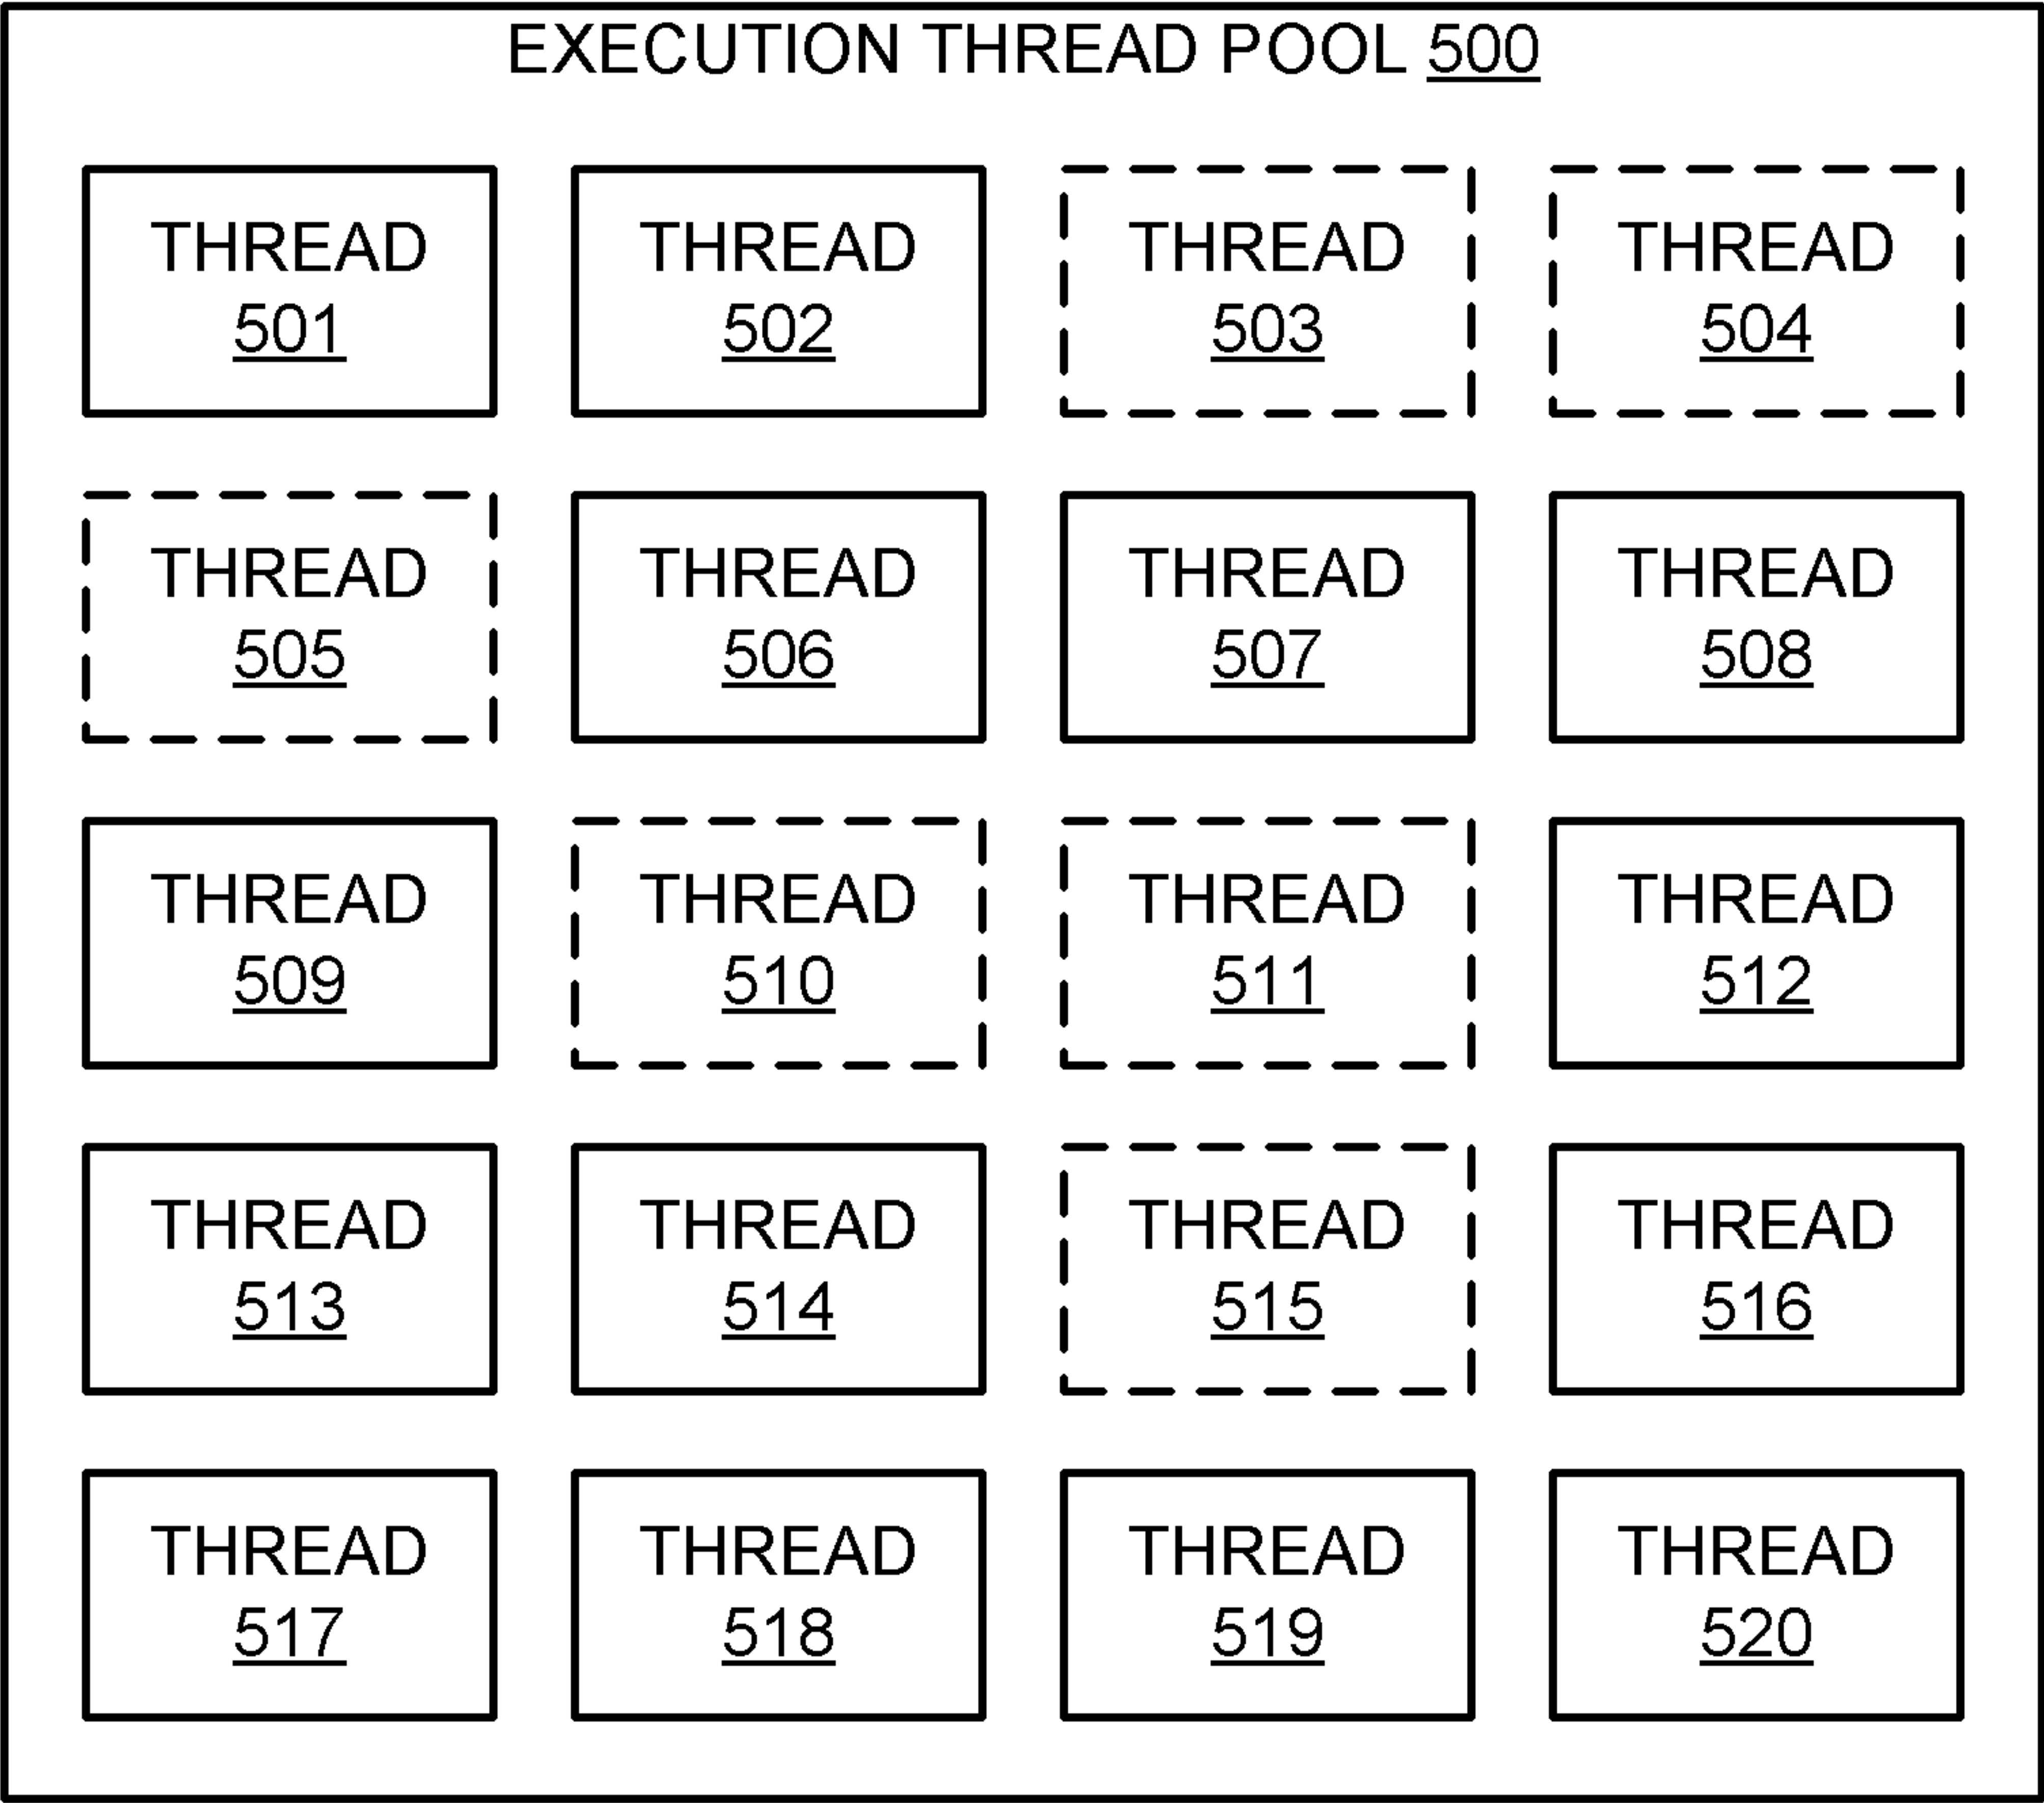 EXECUTION THREAD POOL 500
THREAD
501
THREAD
502
THREAD
503
THREAD
504
THREAD
505
THREAD
506
THREAD
507
THREAD
508
THREAD
509
THREAD
510
THREAD
511
THREAD
512
THREAD
513
THREAD
514
THREAD
515
THREAD
516
THREAD
517
THREAD
518
THREAD
519
THREAD
520